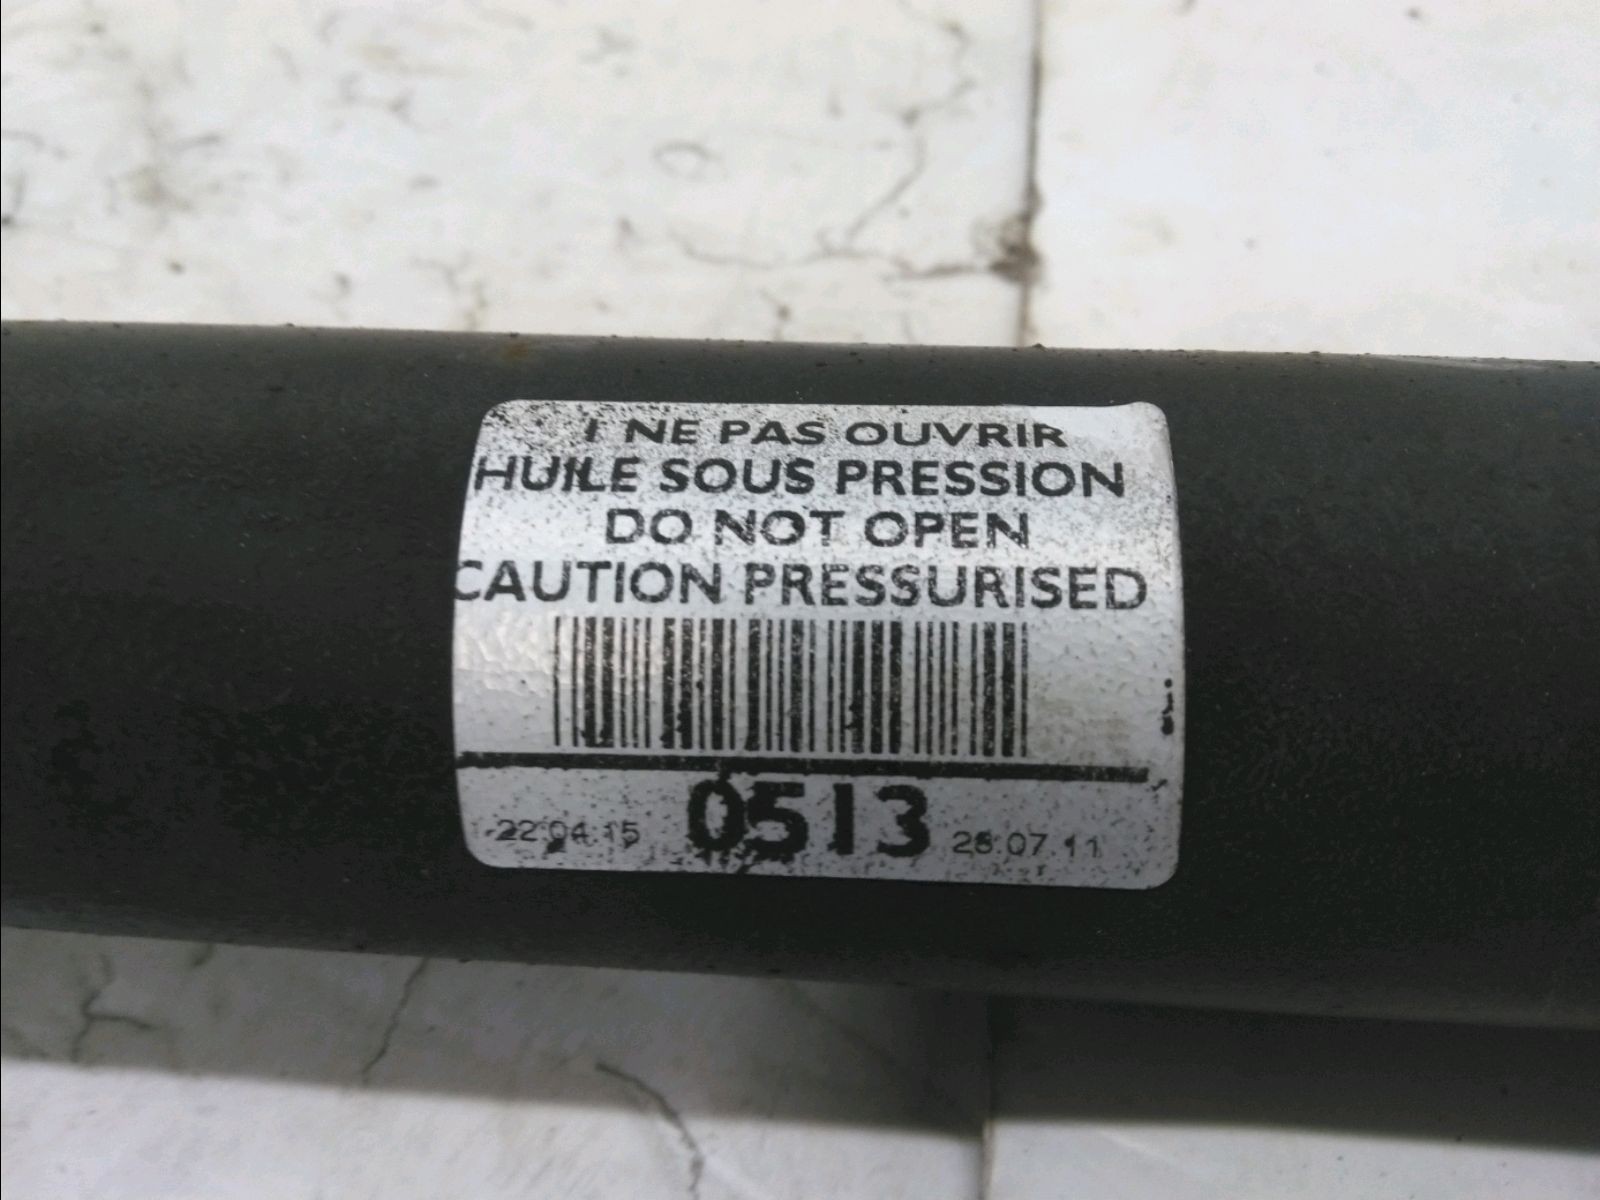 ! NE PAS OUVRIR
HUILE SOUS PRESSION
DO NOT OPEN
CAUTION PRESSURISED
22.04.15 0513 28.07.11